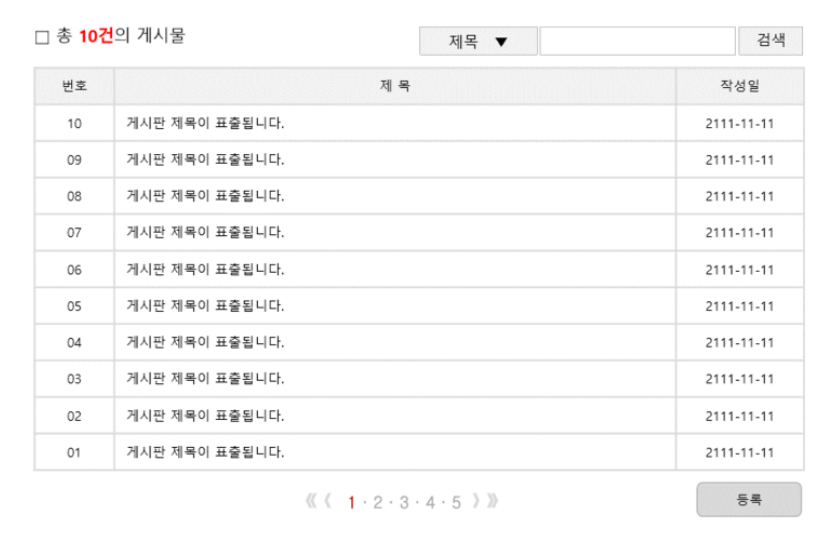 □ 총 10건의 게시물 제목 ▼ 검색
번호 제 목 작성일
10 게시판 제목이 표출됩니다. 2111-11-11
09 게시판 제목이 표출됩니다. 2111-11-11
08 게시판 제목이 표출됩니다. 2111-11-11
07 게시판 제목이 표출됩니다. 2111-11-11
06 게시판 제목이 표출됩니다. 2111-11-11
05 게시판 제목이 표출됩니다. 2111-11-11
04 게시판 제목이 표출됩니다. 2111-11-11
03 게시판 제목이 표출됩니다. 2111-11-11
02 게시판 제목이 표출됩니다. 2111-11-11
01 게시판 제목이 표출됩니다. 2111-11-11
《〈 1 · 2 · 3 · 4 · 5 〉》 등록